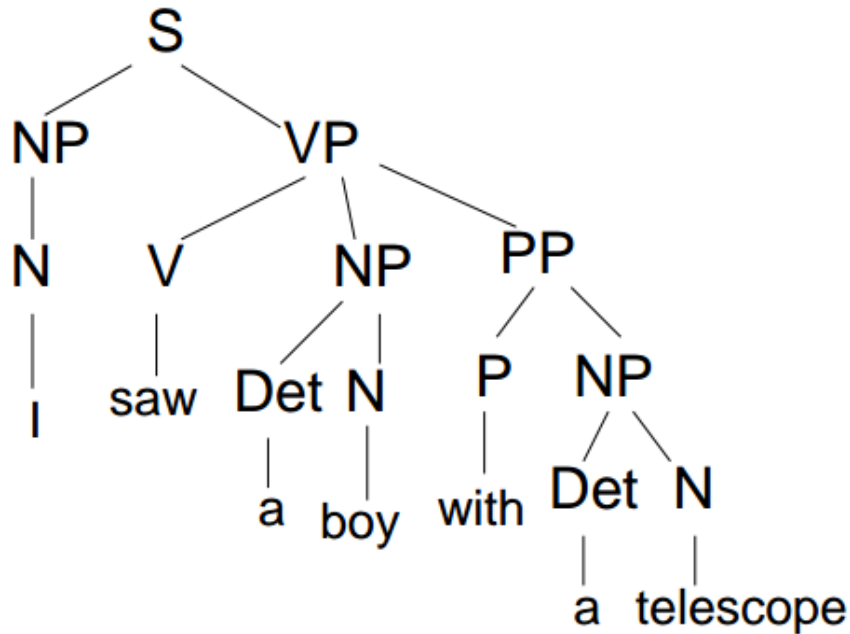 S
NP VP
N V NP PP
I saw Det N P NP
a boy with Det N
a telescope